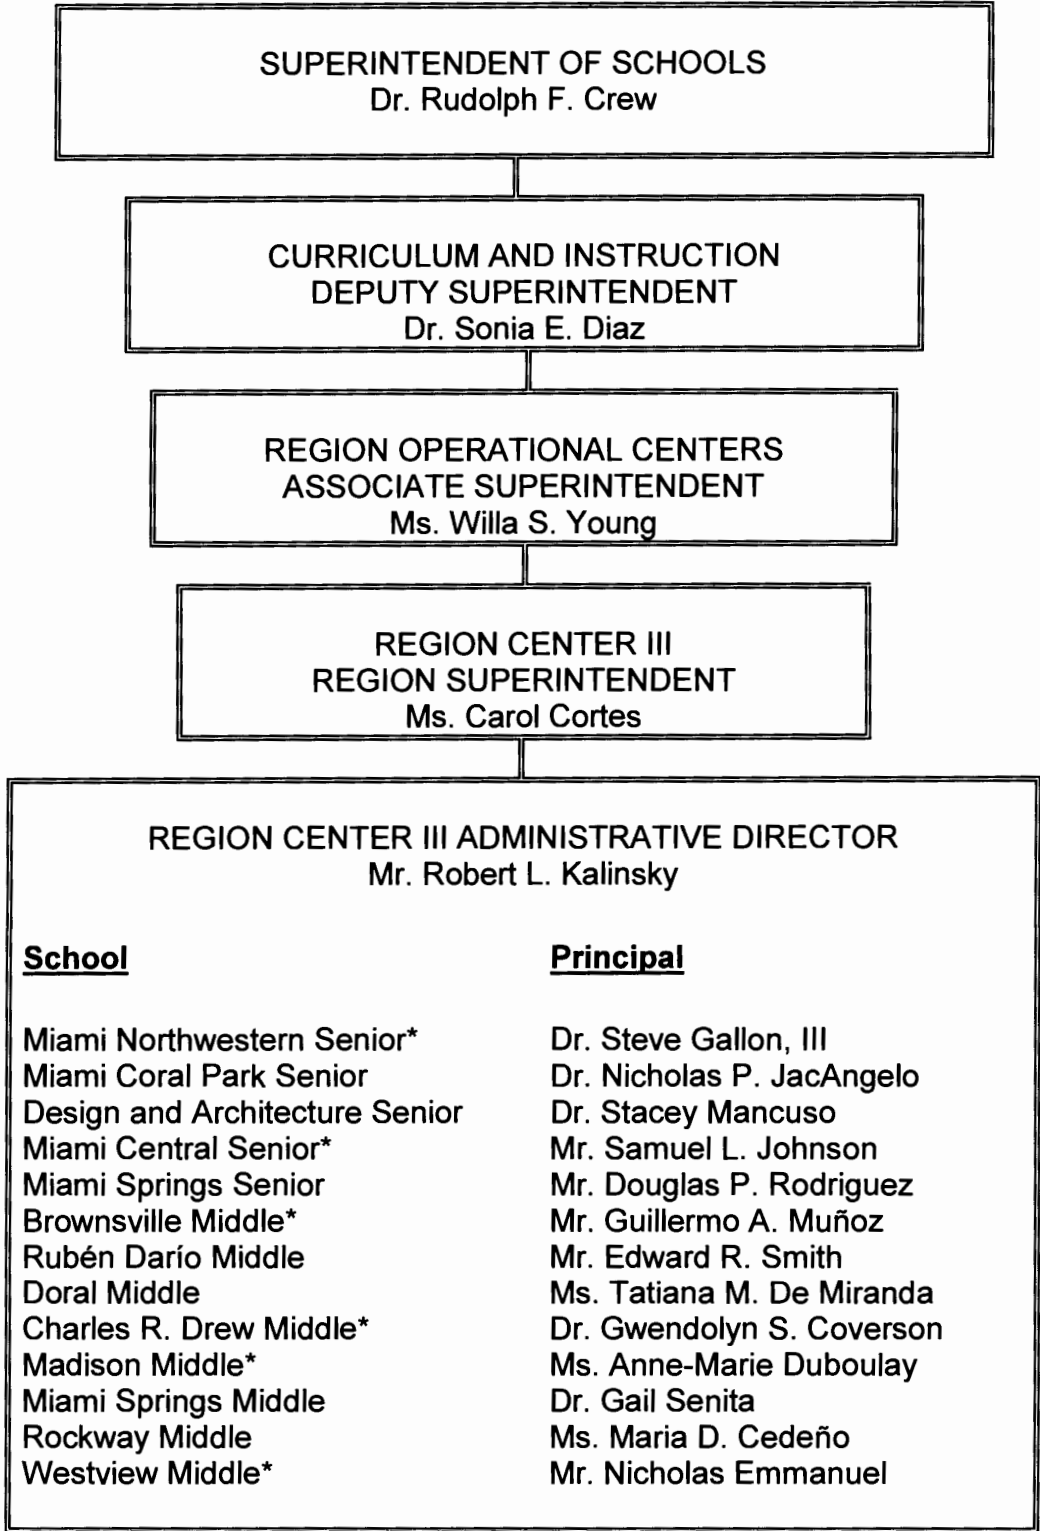 SUPERINTENDENT OF SCHOOLS
Dr. Rudolph F. Crew
CURRICULUM AND INSTRUCTION
DEPUTY SUPERINTENDENT
Dr. Sonia E. Diaz
REGION OPERATIONAL CENTERS
ASSOCIATE SUPERINTENDENT
Ms. Willa S. Young
REGION CENTER III
REGION SUPERINTENDENT
Ms. Carol Cortes
REGION CENTER III ADMINISTRATIVE DIRECTOR
Mr. Robert L. Kalinsky
School Principal
Miami Northwestern Senior* Dr. Steve Gallon, III
Miami Coral Park Senior Dr. Nicholas P. JacAngelo
Design and Architecture Senior Dr. Stacey Mancuso
Miami Central Senior* Mr. Samuel L. Johnson
Miami Springs Senior Mr. Douglas P. Rodriguez
Brownsville Middle* Mr. Guillermo A. Muñoz
Rubén Darío Middle Mr. Edward R. Smith
Doral Middle Ms. Tatiana M. De Miranda
Charles R. Drew Middle* Dr. Gwendolyn S. Coverson
Madison Middle* Ms. Anne-Marie Duboulay
Miami Springs Middle Dr. Gail Senita
Rockway Middle Ms. Maria D. Cedeño
Westview Middle* Mr. Nicholas Emmanuel